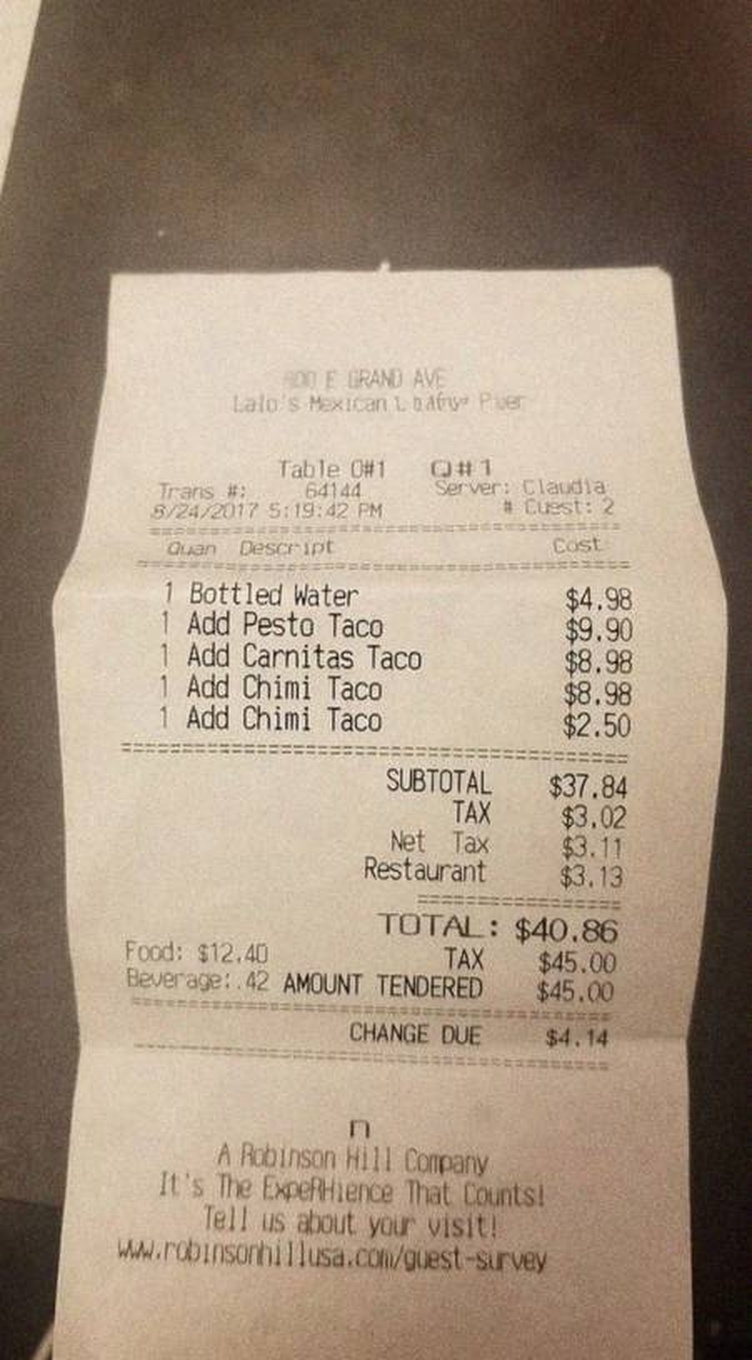 E GRAND AVE
Lalo's Mexican
Table 0#1 Q#1
Trans #: 64144 Server: Claudia
8/24/2017 5:19:42 PM # Cuest: 2
Quan Descript Cost
1 Bottled Water $4.98
1 Add Pesto Taco $9.90
1 Add Carnitas Taco $8.98
1 Add Chimi Taco $8.98
1 Add Chimi Taco $2.50
SUBTOTAL $37.84
TAX $3.02
Net Tax $3.11
Restaurant $3.13
TOTAL: $40.86
Food: $12.40 TAX $45.00
Beverage: .42 AMOUNT TENDERED $45.00
CHANGE DUE $4.14
A Robinson Hill Company
It's The ExpeRHience That Counts!
Tell us about your visit!
www.robinsonhillusa.com/guest-survey